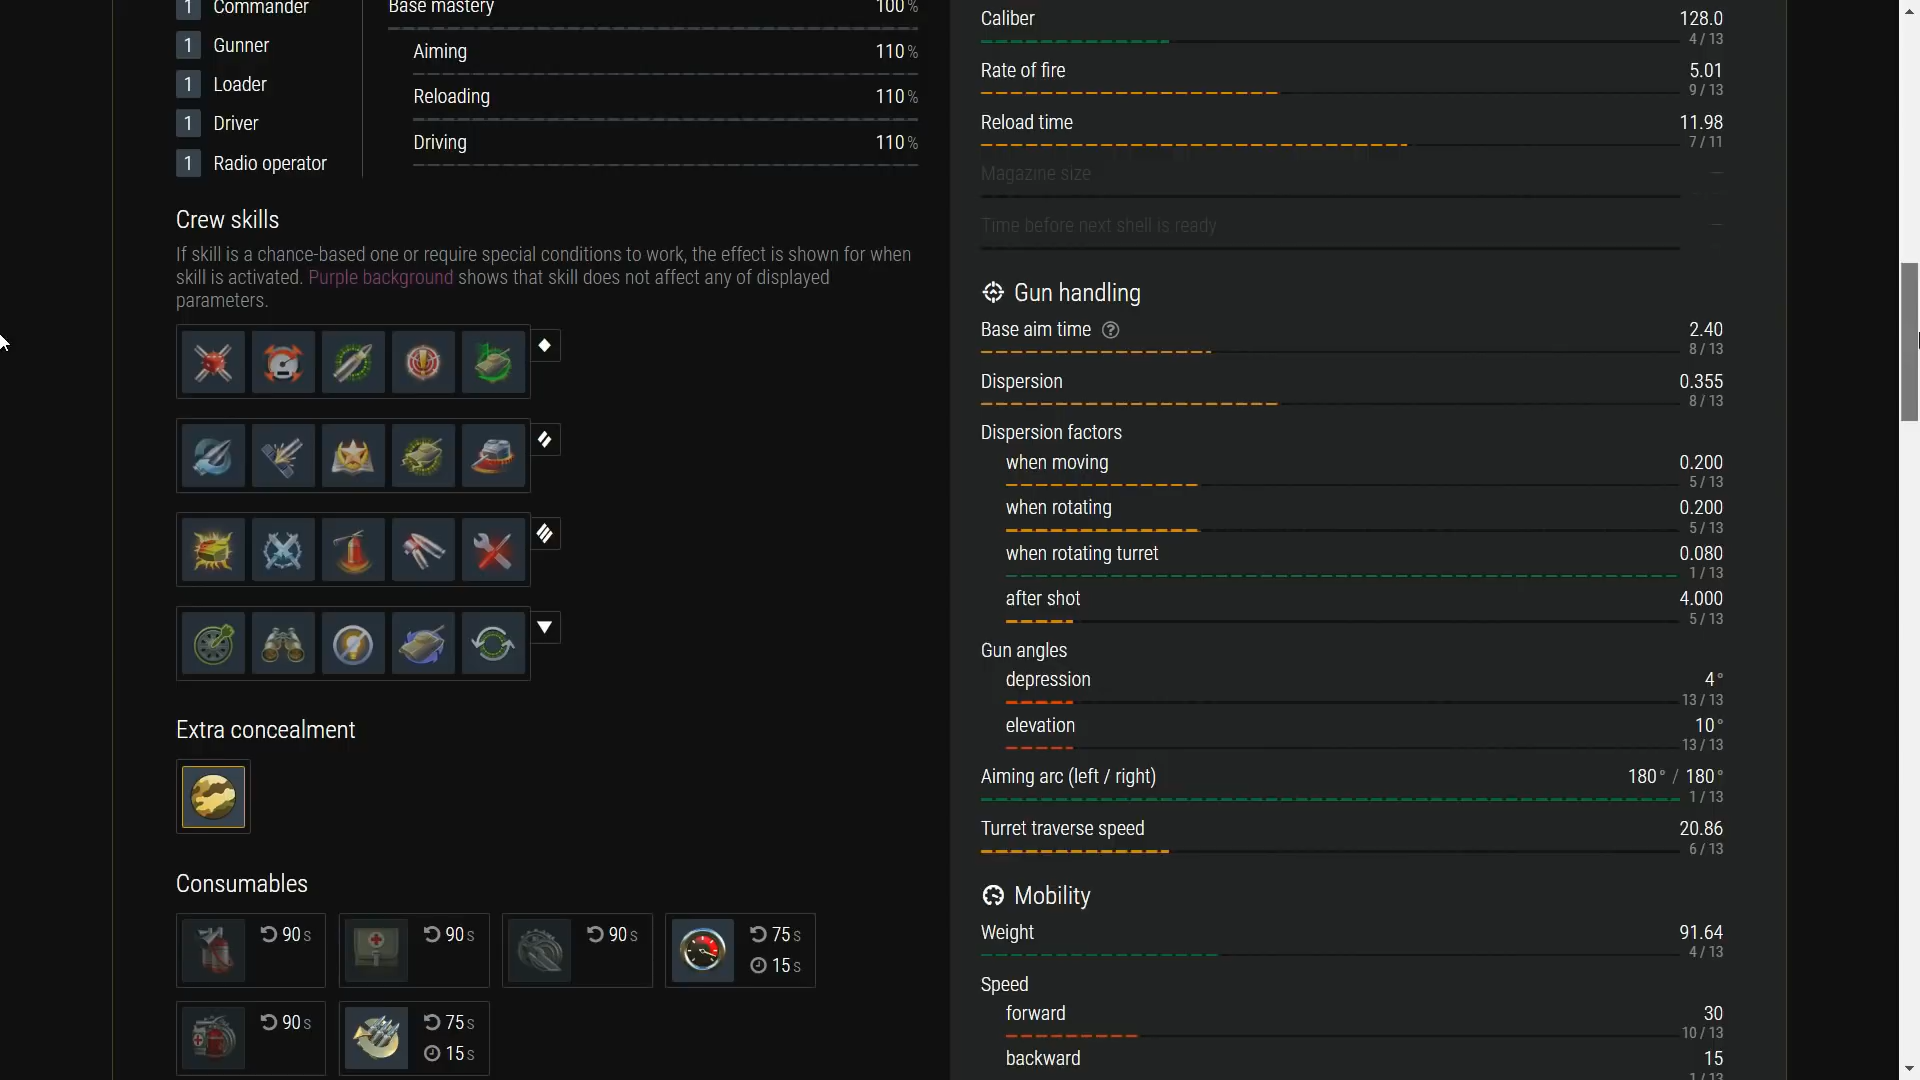 1 Commander
1 Gunner
1 Loader
1 Driver
1 Radio operator
Base mastery 100 %
Aiming 110 %
Reloading 110 %
Driving 110 %
Crew skills
If skill is a chance-based one or require special conditions to work, the effect is shown for when
skill is activated. Purple background shows that skill does not affect any of displayed
parameters.
Extra concealment
Consumables
90 s
90 s
90 s
75 s
15 s
90 s
75 s
15 s
Caliber 128.0
4 / 13
Rate of fire 5.01
9 / 13
Reload time 11.98
7 / 11
Magazine size —
Time before next shell is ready —
Gun handling
Base aim time ? 2.40
8 / 13
Dispersion 0.355
8 / 13
Dispersion factors
when moving 0.200
5 / 13
when rotating 0.200
5 / 13
when rotating turret 0.080
1 / 13
after shot 4.000
5 / 13
Gun angles
depression 4°
13 / 13
elevation 10°
13 / 13
Aiming arc (left / right) 180° / 180°
1 / 13
Turret traverse speed 20.86
6 / 13
Mobility
Weight 91.64
4 / 13
Speed
forward 30
10 / 13
backward 15
1 / 13